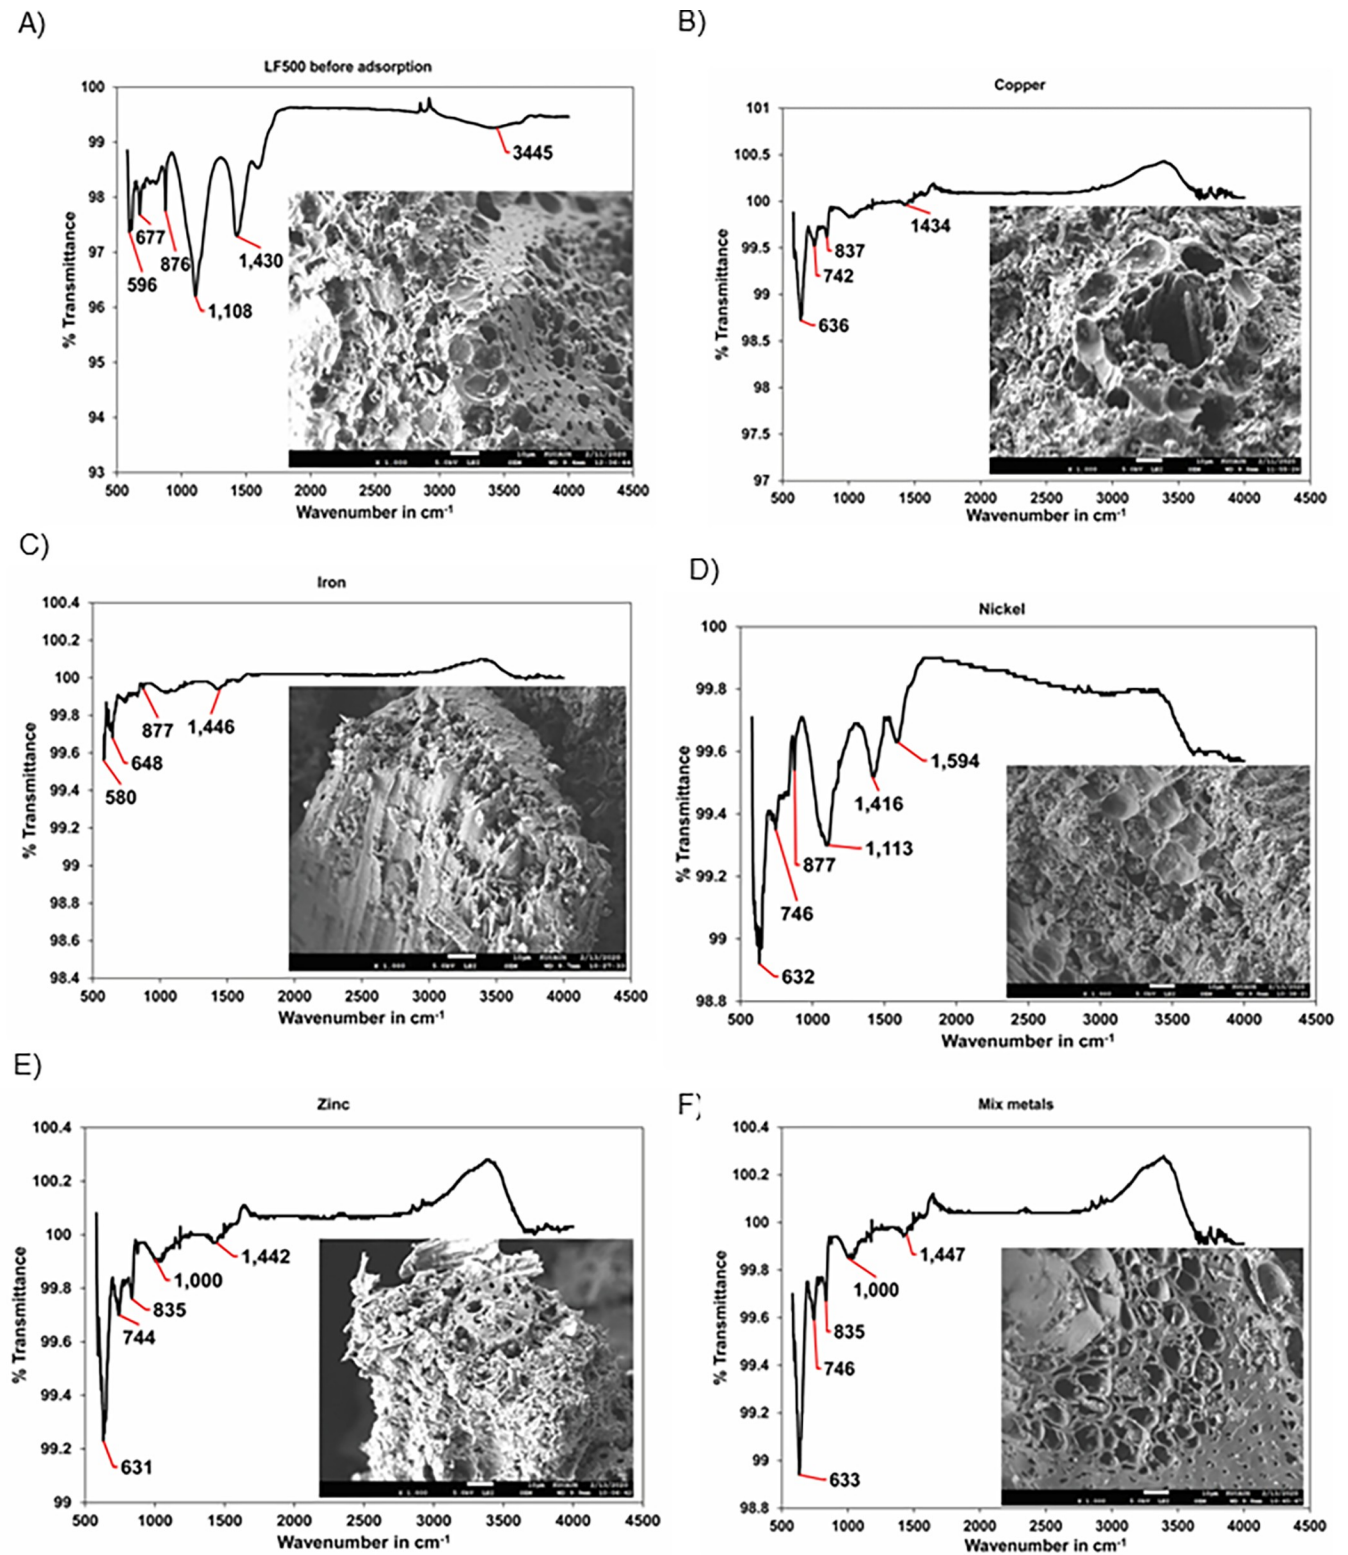 A)
LF500 before adsorption
100
99
98
97
96
95
94
93
% Transmittance
3445
677
876
1,430
596
1,108
500 1000 1500 2000 2500 3000 3500 4000 4500
Wavenumber in cm-1
B)
Copper
101
100.5
100
99.5
99
98.5
98
97.5
97
% Transmittance
1434
837
742
636
500 1000 1500 2000 2500 3000 3500 4000 4500
Wavenumber in cm-1
C)
Iron
100.4
100.2
100
99.8
99.6
99.4
99.2
99
98.8
98.6
98.4
% Transmittance
877
1,446
648
580
500 1000 1500 2000 2500 3000 3500 4000 4500
Wavenumber in cm-1
D)
Nickel
100
99.8
99.6
99.4
99.2
99
98.8
% Transmittance
1,594
1,416
1,113
877
746
632
500 1000 1500 2000 2500 3000 3500 4000 4500
Wavenumber in cm-1
E)
Zinc
100.4
100.2
100
99.8
99.6
99.4
99.2
99
% Transmittance
1,442
1,000
835
744
631
500 1000 1500 2000 2500 3000 3500 4000 4500
Wavenumber in cm-1
F)
Mix metals
100.4
100.2
100
99.8
99.6
99.4
99.2
99
98.8
% Transmittance
1,447
1,000
835
746
633
500 1000 1500 2000 2500 3000 3500 4000 4500
Wavenumber in cm-1